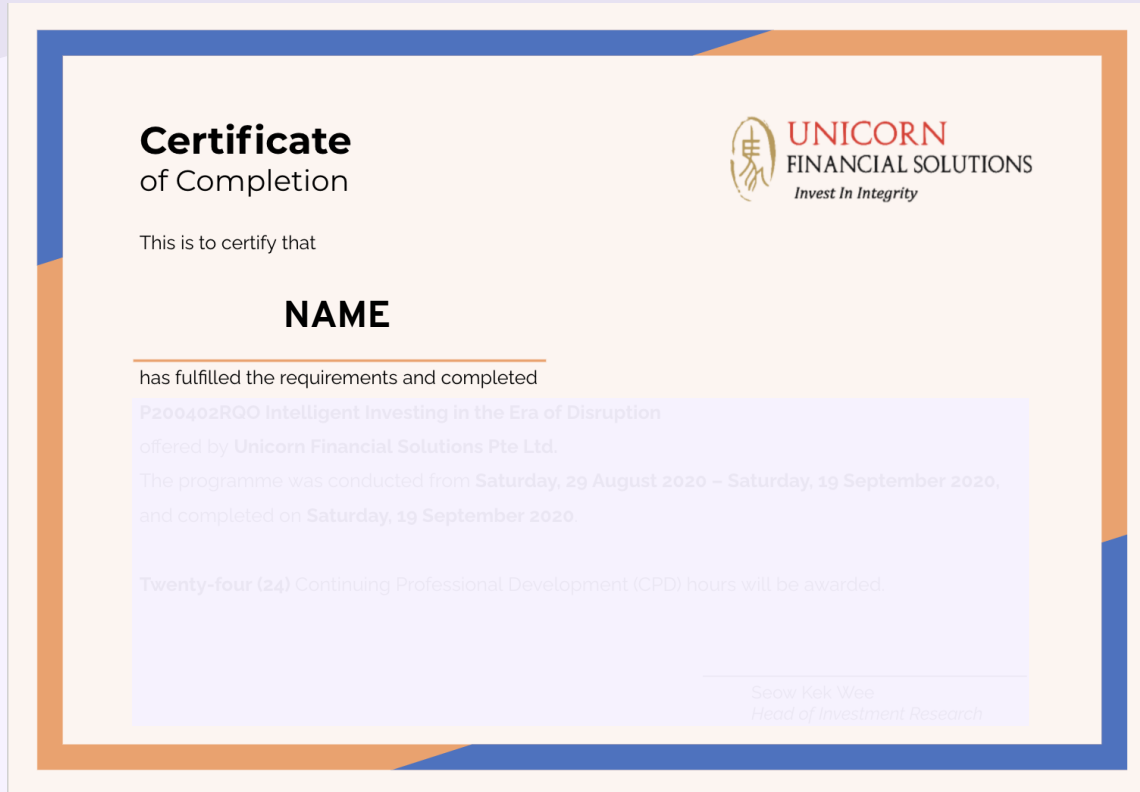 Certificate
of Completion
UNICORN
FINANCIAL SOLUTIONS
Invest In Integrity
This is to certify that
NAME
has fulfilled the requirements and completed
P200402RQO Intelligent Investing in the Era of Disruption
offered by Unicorn Financial Solutions Pte Ltd.
The programme was conducted from Saturday, 29 August 2020 – Saturday, 19 September 2020,
and completed on Saturday, 19 September 2020
Twenty-four (24) Continuing Professional Development (CPD) hours will be awarded.
Seow Kek Wee
Head of Investment Research